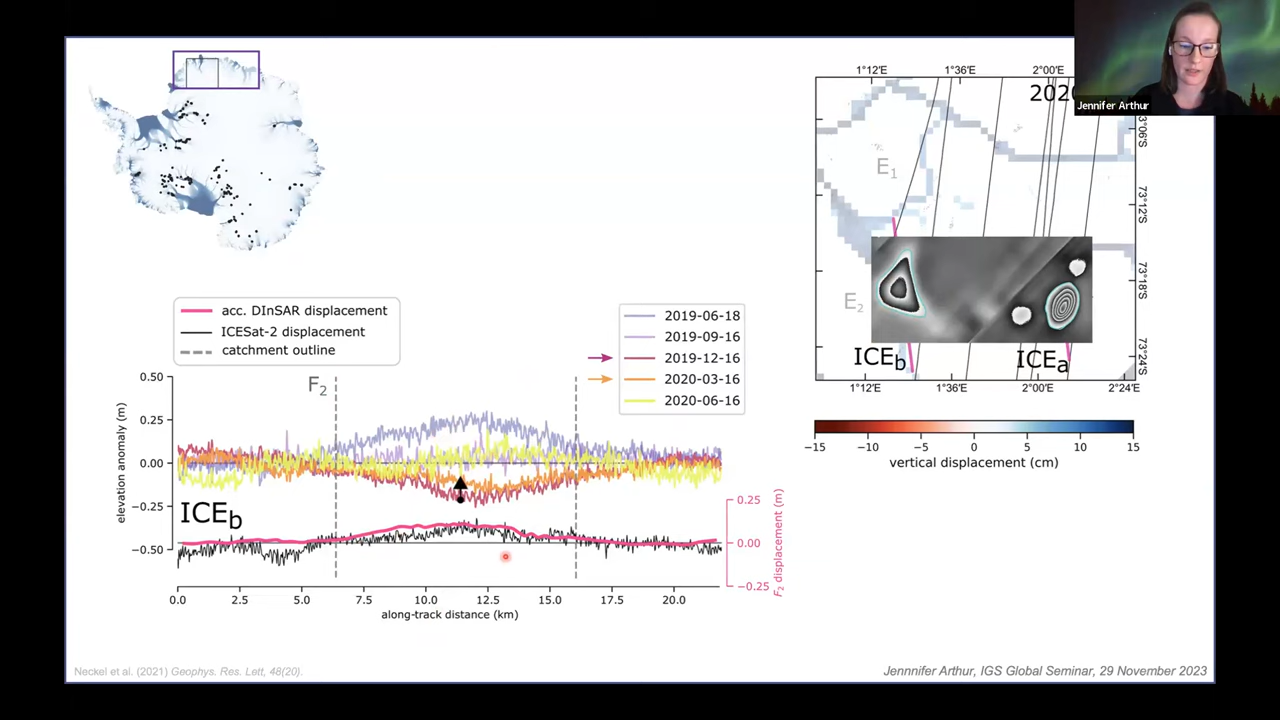 Jennifer Arthur
1°12'E 1°36'E 2°00'E
2020
3°06'S
73°12'S
73°18'S
73°24'S
E1
E2
ICEb ICEa
1°12'E 1°36'E 2°00'E 2°24'E
−15 −10 −5 0 5 10 15
vertical displacement (cm)
acc. DInSAR displacement
ICESat-2 displacement
catchment outline
2019-06-18
2019-09-16
2019-12-16
2020-03-16
2020-06-16
F2
0.50
0.25
0.00
−0.25
−0.50
elevation anomaly (m)
ICEb
0.25
0.00
−0.25
F2 displacement (m)
0.0 2.5 5.0 7.5 10.0 12.5 15.0 17.5 20.0
along-track distance (km)
Neckel et al. (2021) Geophys. Res. Lett, 48(20).
Jennnifer Arthur, IGS Global Seminar, 29 November 2023